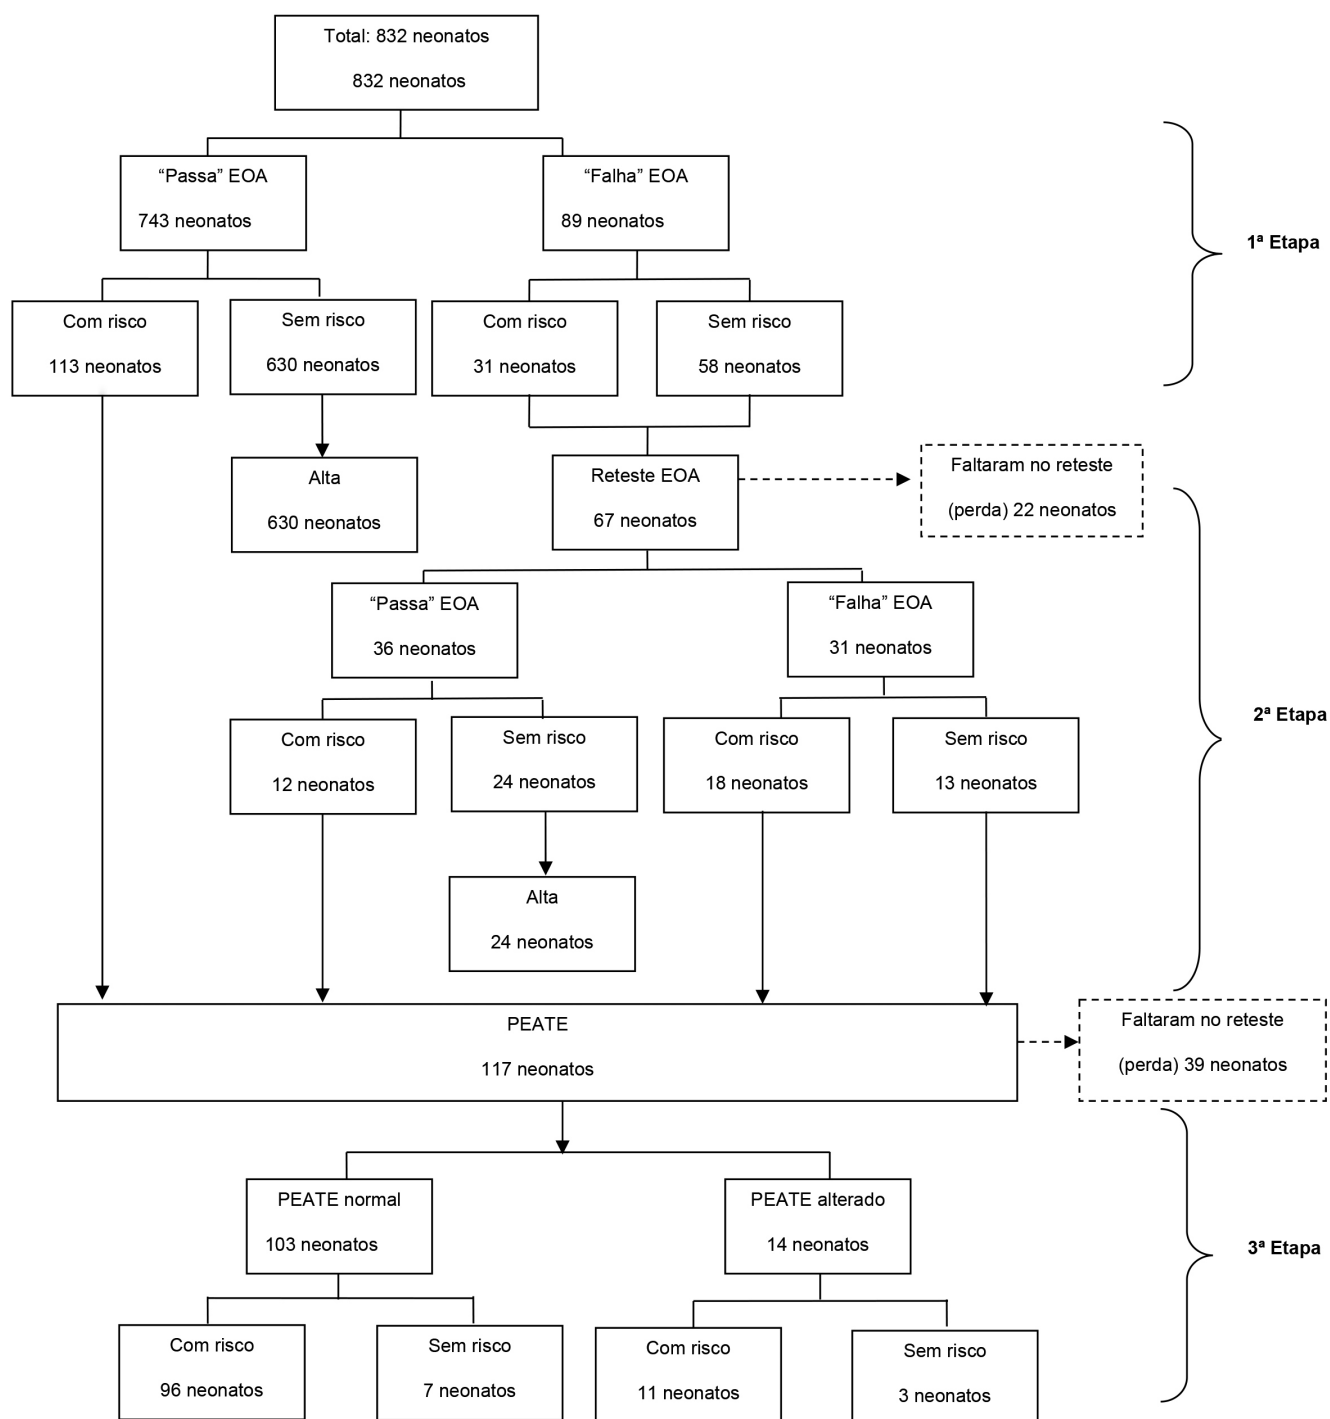 Total: 832 neonatos
832 neonatos
“Passa” EOA
743 neonatos
“Falha” EOA
89 neonatos
1ª Etapa
Com risco
113 neonatos
Sem risco
630 neonatos
Com risco
31 neonatos
Sem risco
58 neonatos
Alta
630 neonatos
Reteste EOA
67 neonatos
Faltaram no reteste
(perda) 22 neonatos
“Passa” EOA
36 neonatos
“Falha” EOA
31 neonatos
2ª Etapa
Com risco
12 neonatos
Sem risco
24 neonatos
Com risco
18 neonatos
Sem risco
13 neonatos
Alta
24 neonatos
PEATE
117 neonatos
Faltaram no reteste
(perda) 39 neonatos
PEATE normal
103 neonatos
PEATE alterado
14 neonatos
3ª Etapa
Com risco
96 neonatos
Sem risco
7 neonatos
Com risco
11 neonatos
Sem risco
3 neonatos